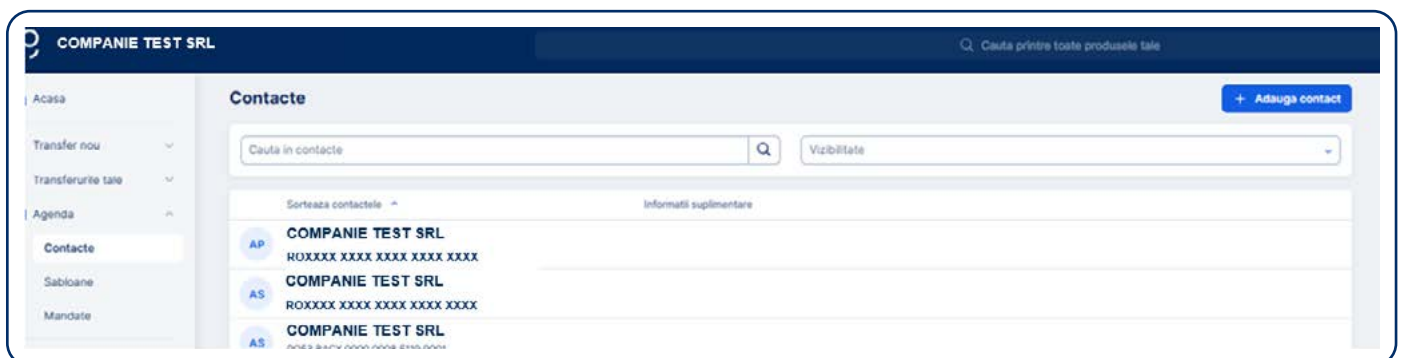 COMPANIE TEST SRL
Cauta printre toate produsele tale
Acasa
Contacte
+ Adauga contact
Transfer nou
Cauta in contacte
Vizibilitate
Transferurile tale
Sorteaza contactele
Informatii suplimentare
Agenda
AP
COMPANIE TEST SRL
ROXXXX XXXX XXXX XXXX XXXX
Contacte
AS
COMPANIE TEST SRL
ROXXXX XXXX XXXX XXXX XXXX
Sabloane
Mandate
AS
COMPANIE TEST SRL